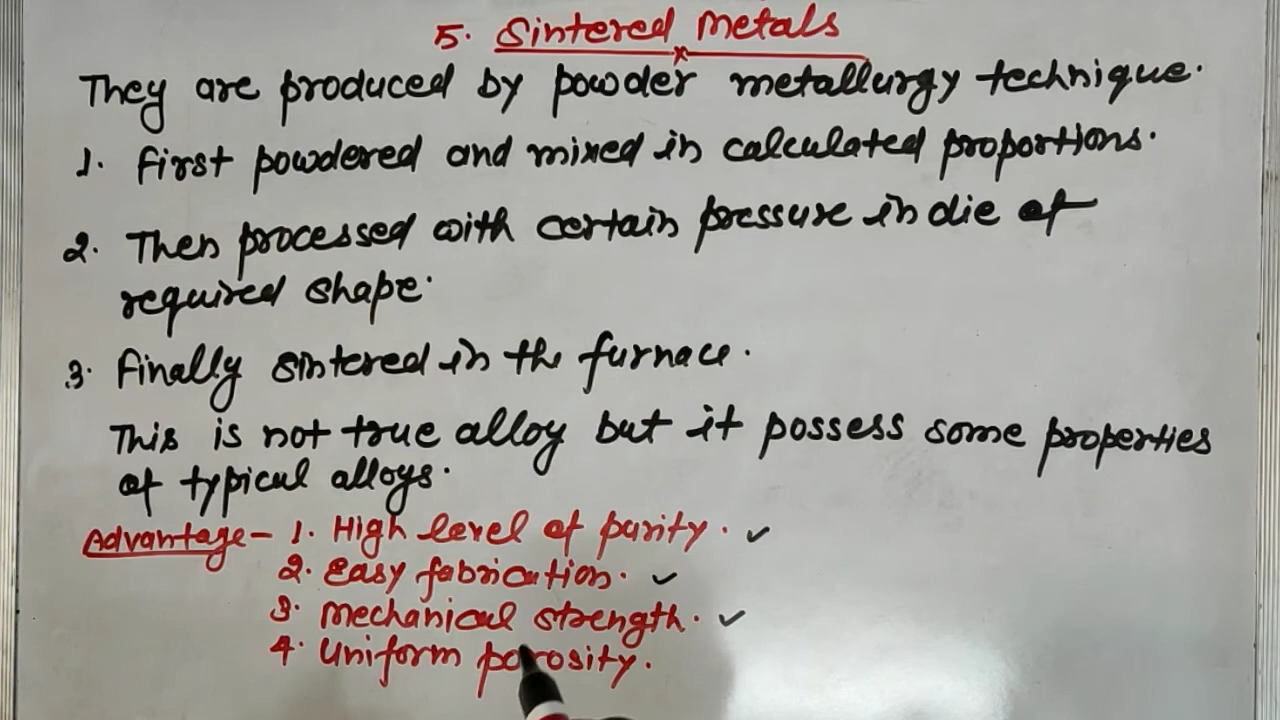 5. Sintered Metals
They are produced by powder metallurgy technique.
1. First powdered and mixed in calculated proportions.
2. Then processed with certain pressure in die of
required shape.
3. Finally sintered in the furnace.
This is not true alloy but it possess some properties
of typical alloys.
Advantage - 1. High level of purity. ✓
2. Easy fabrication. ✓
3. Mechanical strength. ✓
4. Uniform porosity.